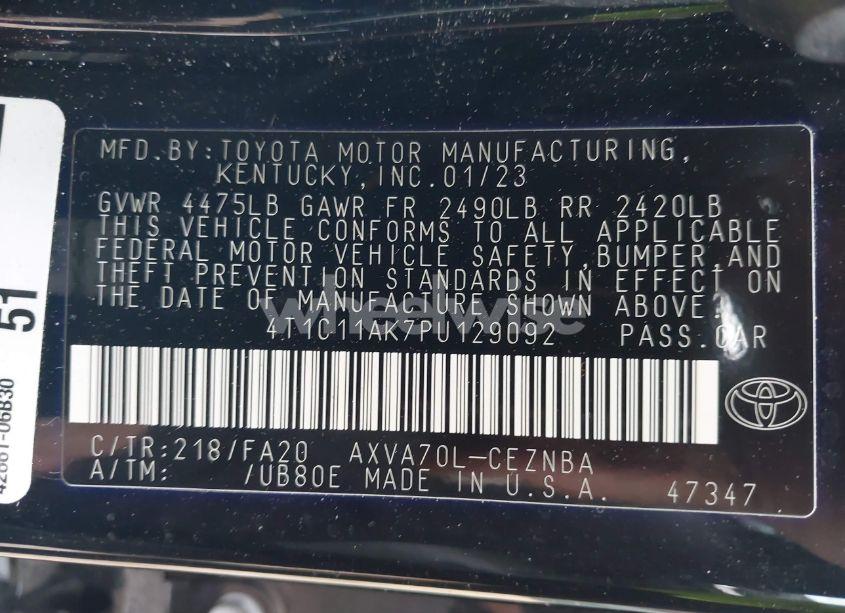 MFD.BY:TOYOTA MOTOR MANUFACTURING,
KENTUCKY,INC.01/23
GVWR 4475LB GAWR FR 2490LB RR 2420LB
THIS VEHICLE CONFORMS TO ALL APPLICABLE
FEDERAL MOTOR VEHICLE SAFETY,BUMPER,AND
THEFT PREVENTION STANDARDS IN EFFECT ON
THE DATE OF MANUFACTURE SHOWN ABOVE.
wheelwise
4T1C11AK7PU129092 PASS.CAR
C/TR:218/FA20 AXVA70L-CEZNBA
A/TM: /UB80E MADE IN U.S.A. 47347
51